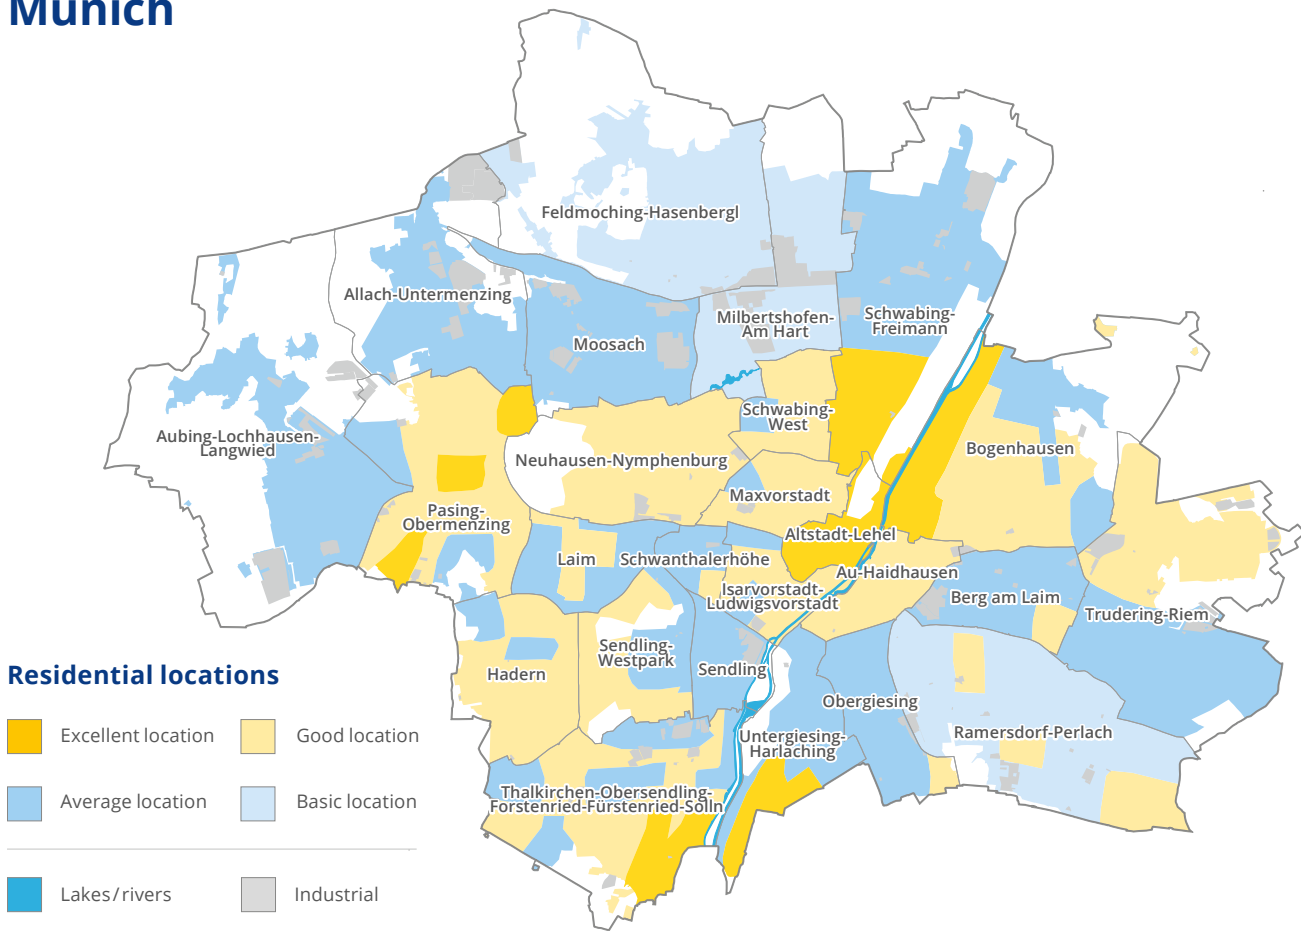 Munich
Feldmoching-Hasenbergl
Allach-Untermenzing
Milbertshofen-
Am Hart
Schwabing-
Freimann
Moosach
Schwabing-
West
Aubing-Lochhausen-
Langwied
Neuhausen-Nymphenburg
Bogenhausen
Maxvorstadt
Pasing-
Obermenzing
Altstadt-Lehel
Laim
Schwanthalerhöhe
Au-Haidhausen
Isarvorstadt-
Ludwigsvorstadt
Berg am Laim
Trudering-Riem
Sendling-
Westpark
Sendling
Hadern
Obergiesing
Untergiesing-
Harlaching
Ramersdorf-Perlach
Thalkirchen-Obersendling-
Forstenried-Fürstenried-Solln
Residential locations
Excellent location
Good location
Average location
Basic location
Lakes/rivers
Industrial